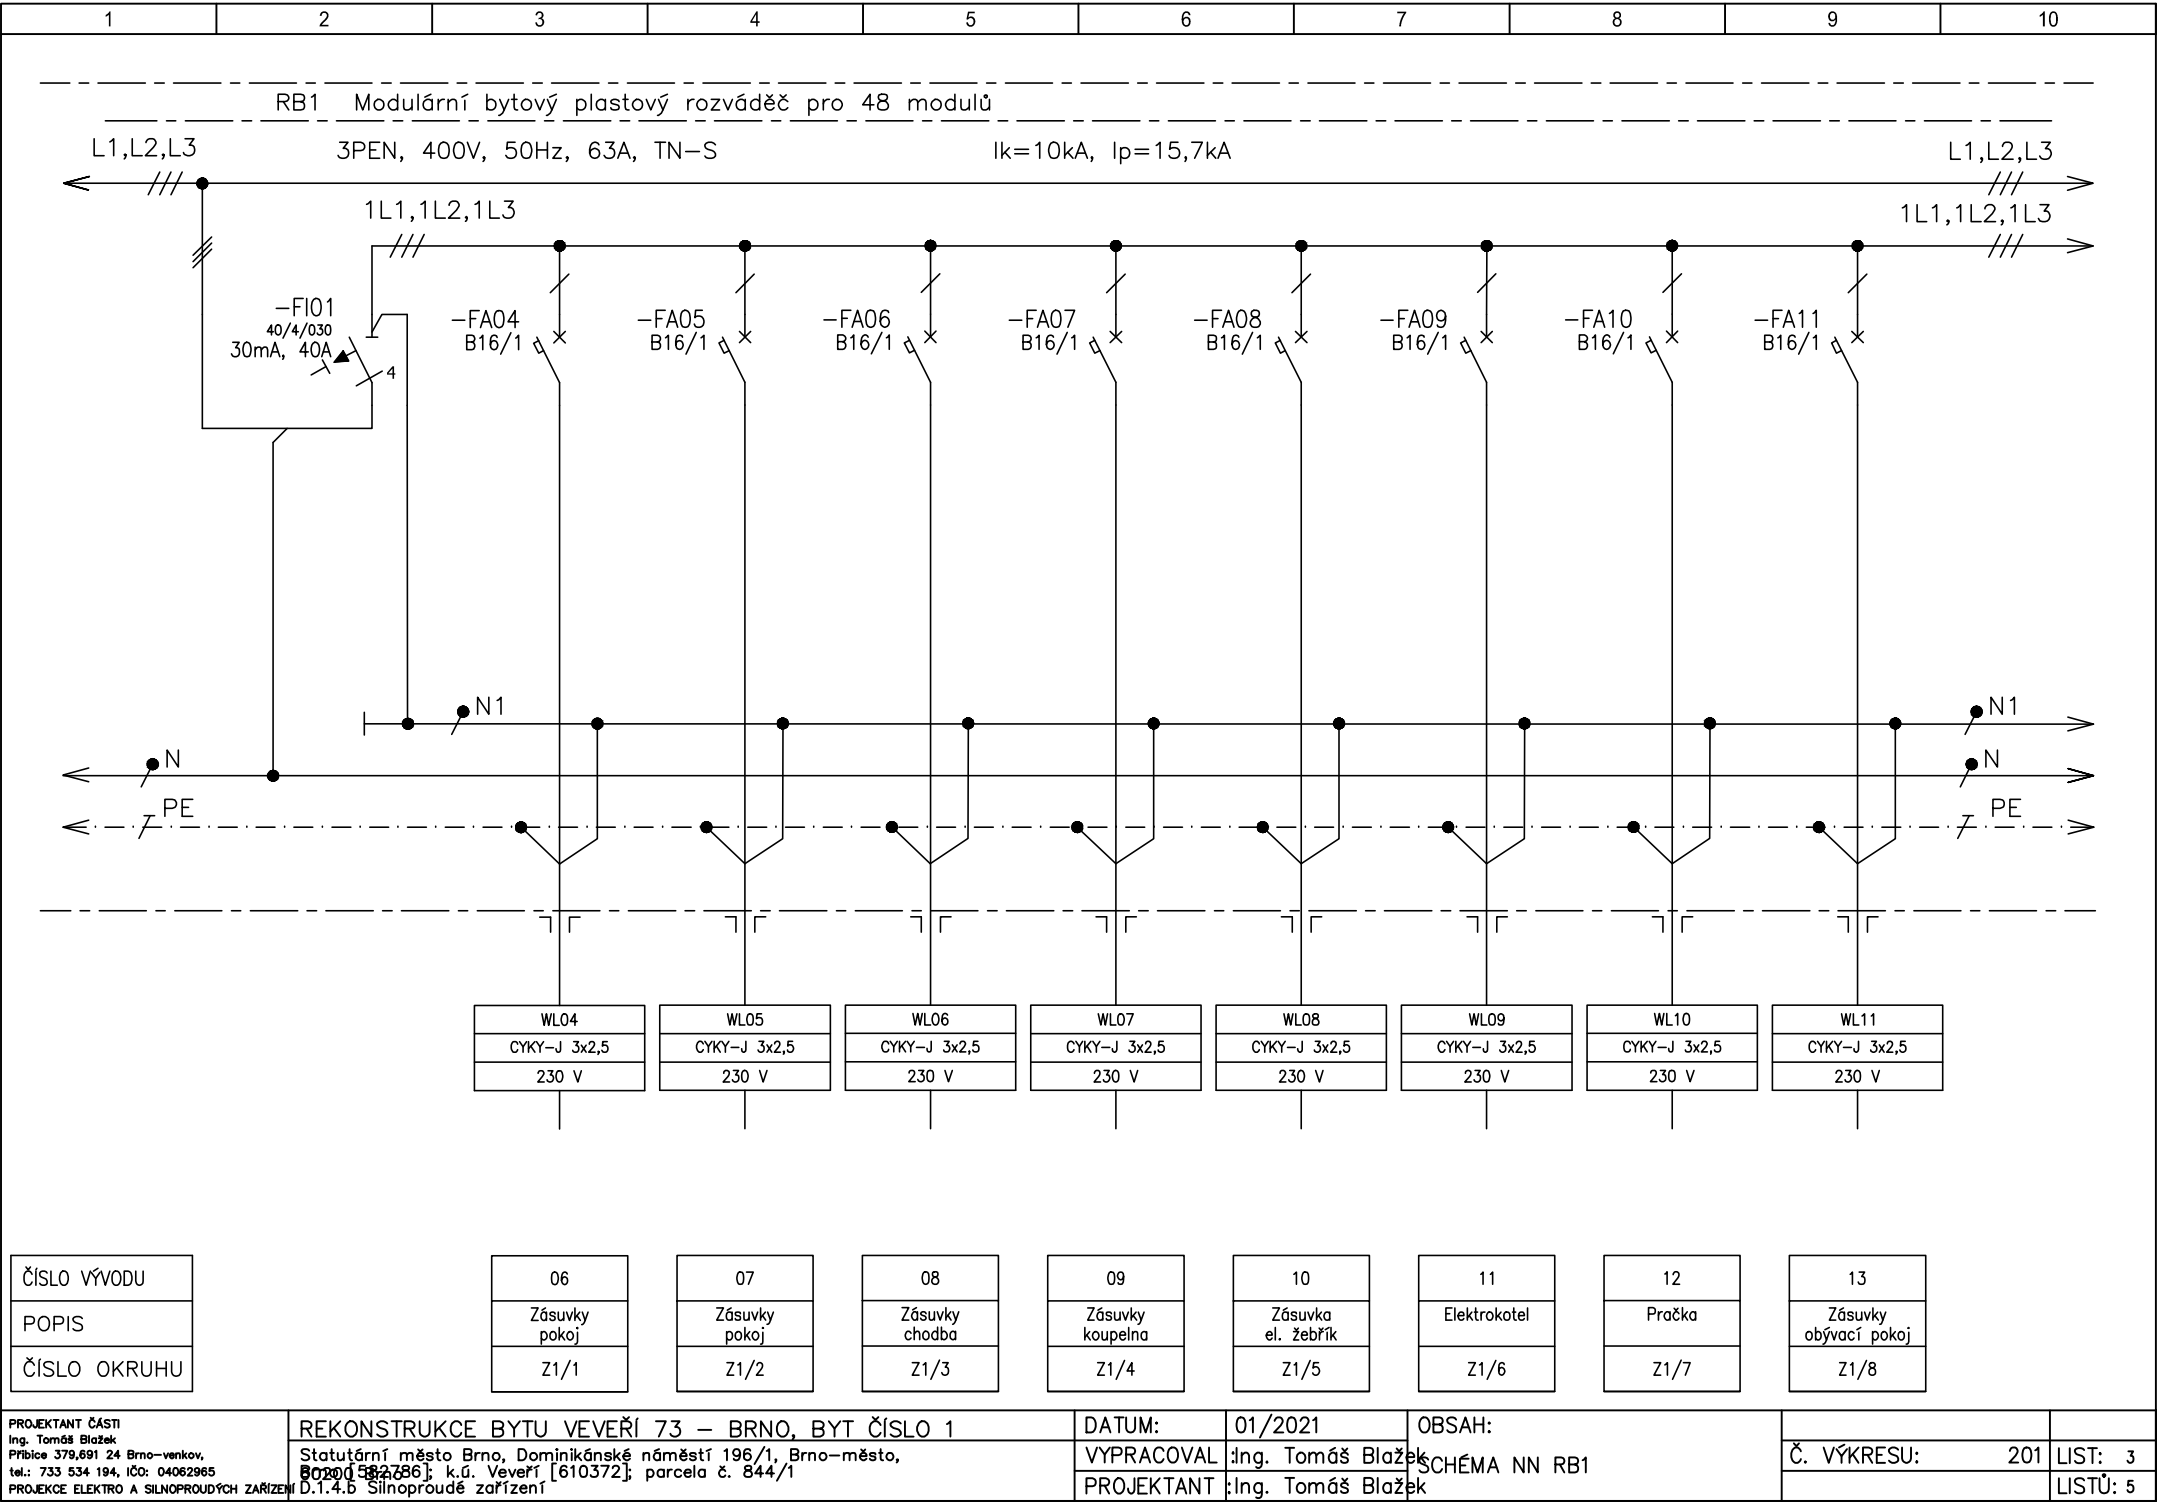 1 2 3 4 5 6 7 8 9 10
RB1 Modulární bytový plastový rozváděč pro 48 modulů
L1,L2,L3 3PEN, 400V, 50Hz, 63A, TN-S Ik=10kA, Ip=15,7kA L1,L2,L3
1L1,1L2,1L3 1L1,1L2,1L3
-FI01
40/4/030
30mA, 40A
4
-FA04 -FA05 -FA06 -FA07 -FA08 -FA09 -FA10 -FA11
B16/1 B16/1 B16/1 B16/1 B16/1 B16/1 B16/1 B16/1
N1 N1
N N
PE PE
WL04 WL05 WL06 WL07 WL08 WL09 WL10 WL11
CYKY-J 3x2,5 CYKY-J 3x2,5 CYKY-J 3x2,5 CYKY-J 3x2,5 CYKY-J 3x2,5 CYKY-J 3x2,5 CYKY-J 3x2,5 CYKY-J 3x2,5
230 V 230 V 230 V 230 V 230 V 230 V 230 V 230 V
ČÍSLO VÝVODU 06 07 08 09 10 11 12 13
POPIS Zásuvky pokoj Zásuvky pokoj Zásuvky chodba Zásuvky koupelna Zásuvka el. žebřík Elektrokotel Pračka Zásuvky obývací pokoj
ČÍSLO OKRUHU Z1/1 Z1/2 Z1/3 Z1/4 Z1/5 Z1/6 Z1/7 Z1/8
PROJEKTANT ČÁSTI
Ing. Tomáš Blažek
Přibice 379,691 24 Brno-venkov,
tel.: 733 534 194, IČO: 04062965
PROJEKCE ELEKTRO A SILNOPROUDÝCH ZAŘÍZENÍ
REKONSTRUKCE BYTU VEVEŘÍ 73 - BRNO, BYT ČÍSLO 1
Statutární město Brno, Dominikánské náměstí 196/1, Brno-město,
60200 Brno
Brno [582786]; k.ú. Veveří [610372]; parcela č. 844/1
D.1.4.b Silnoproudé zařízení
DATUM: 01/2021
VYPRACOVAL :Ing. Tomáš Blažek
PROJEKTANT :Ing. Tomáš Blažek
OBSAH:
SCHÉMA NN RB1
Č. VÝKRESU: 201
LIST: 3
LISTŮ: 5